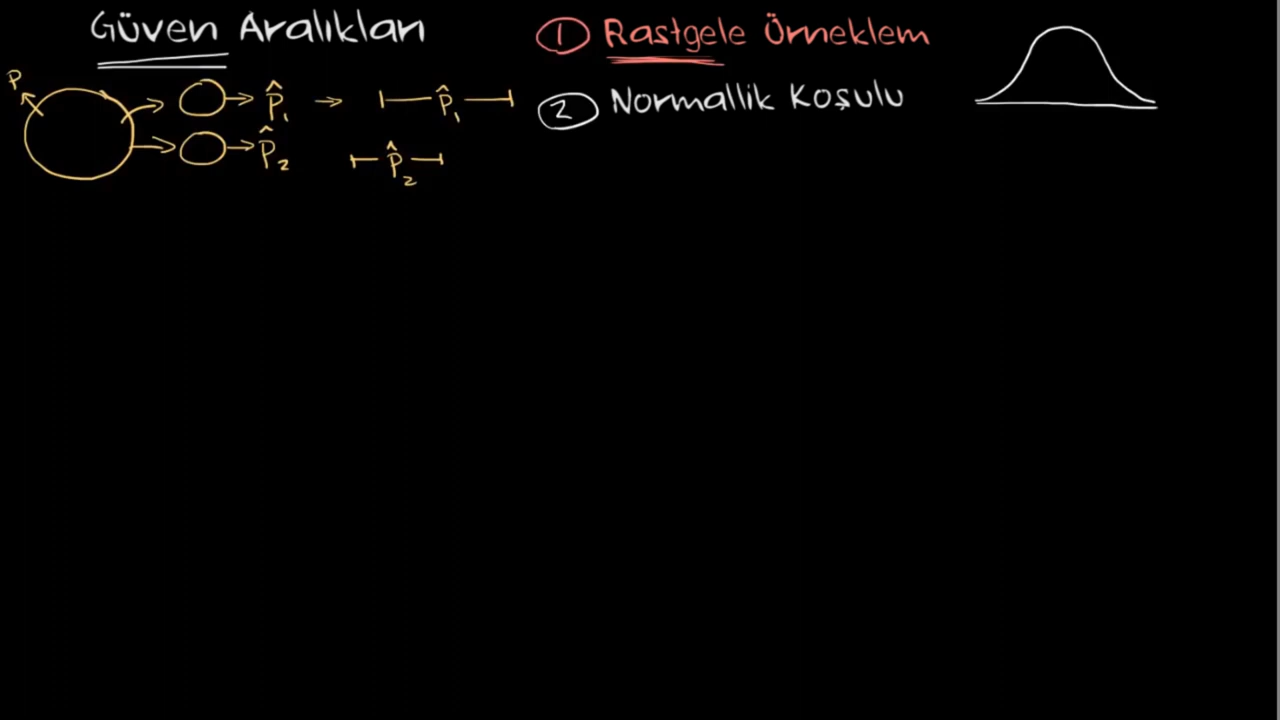 Güven Aralıkları
P
P̂₁ → P̂₁
P̂₂ P̂₂
① Rastgele Örneklem
② Normallik Koşulu